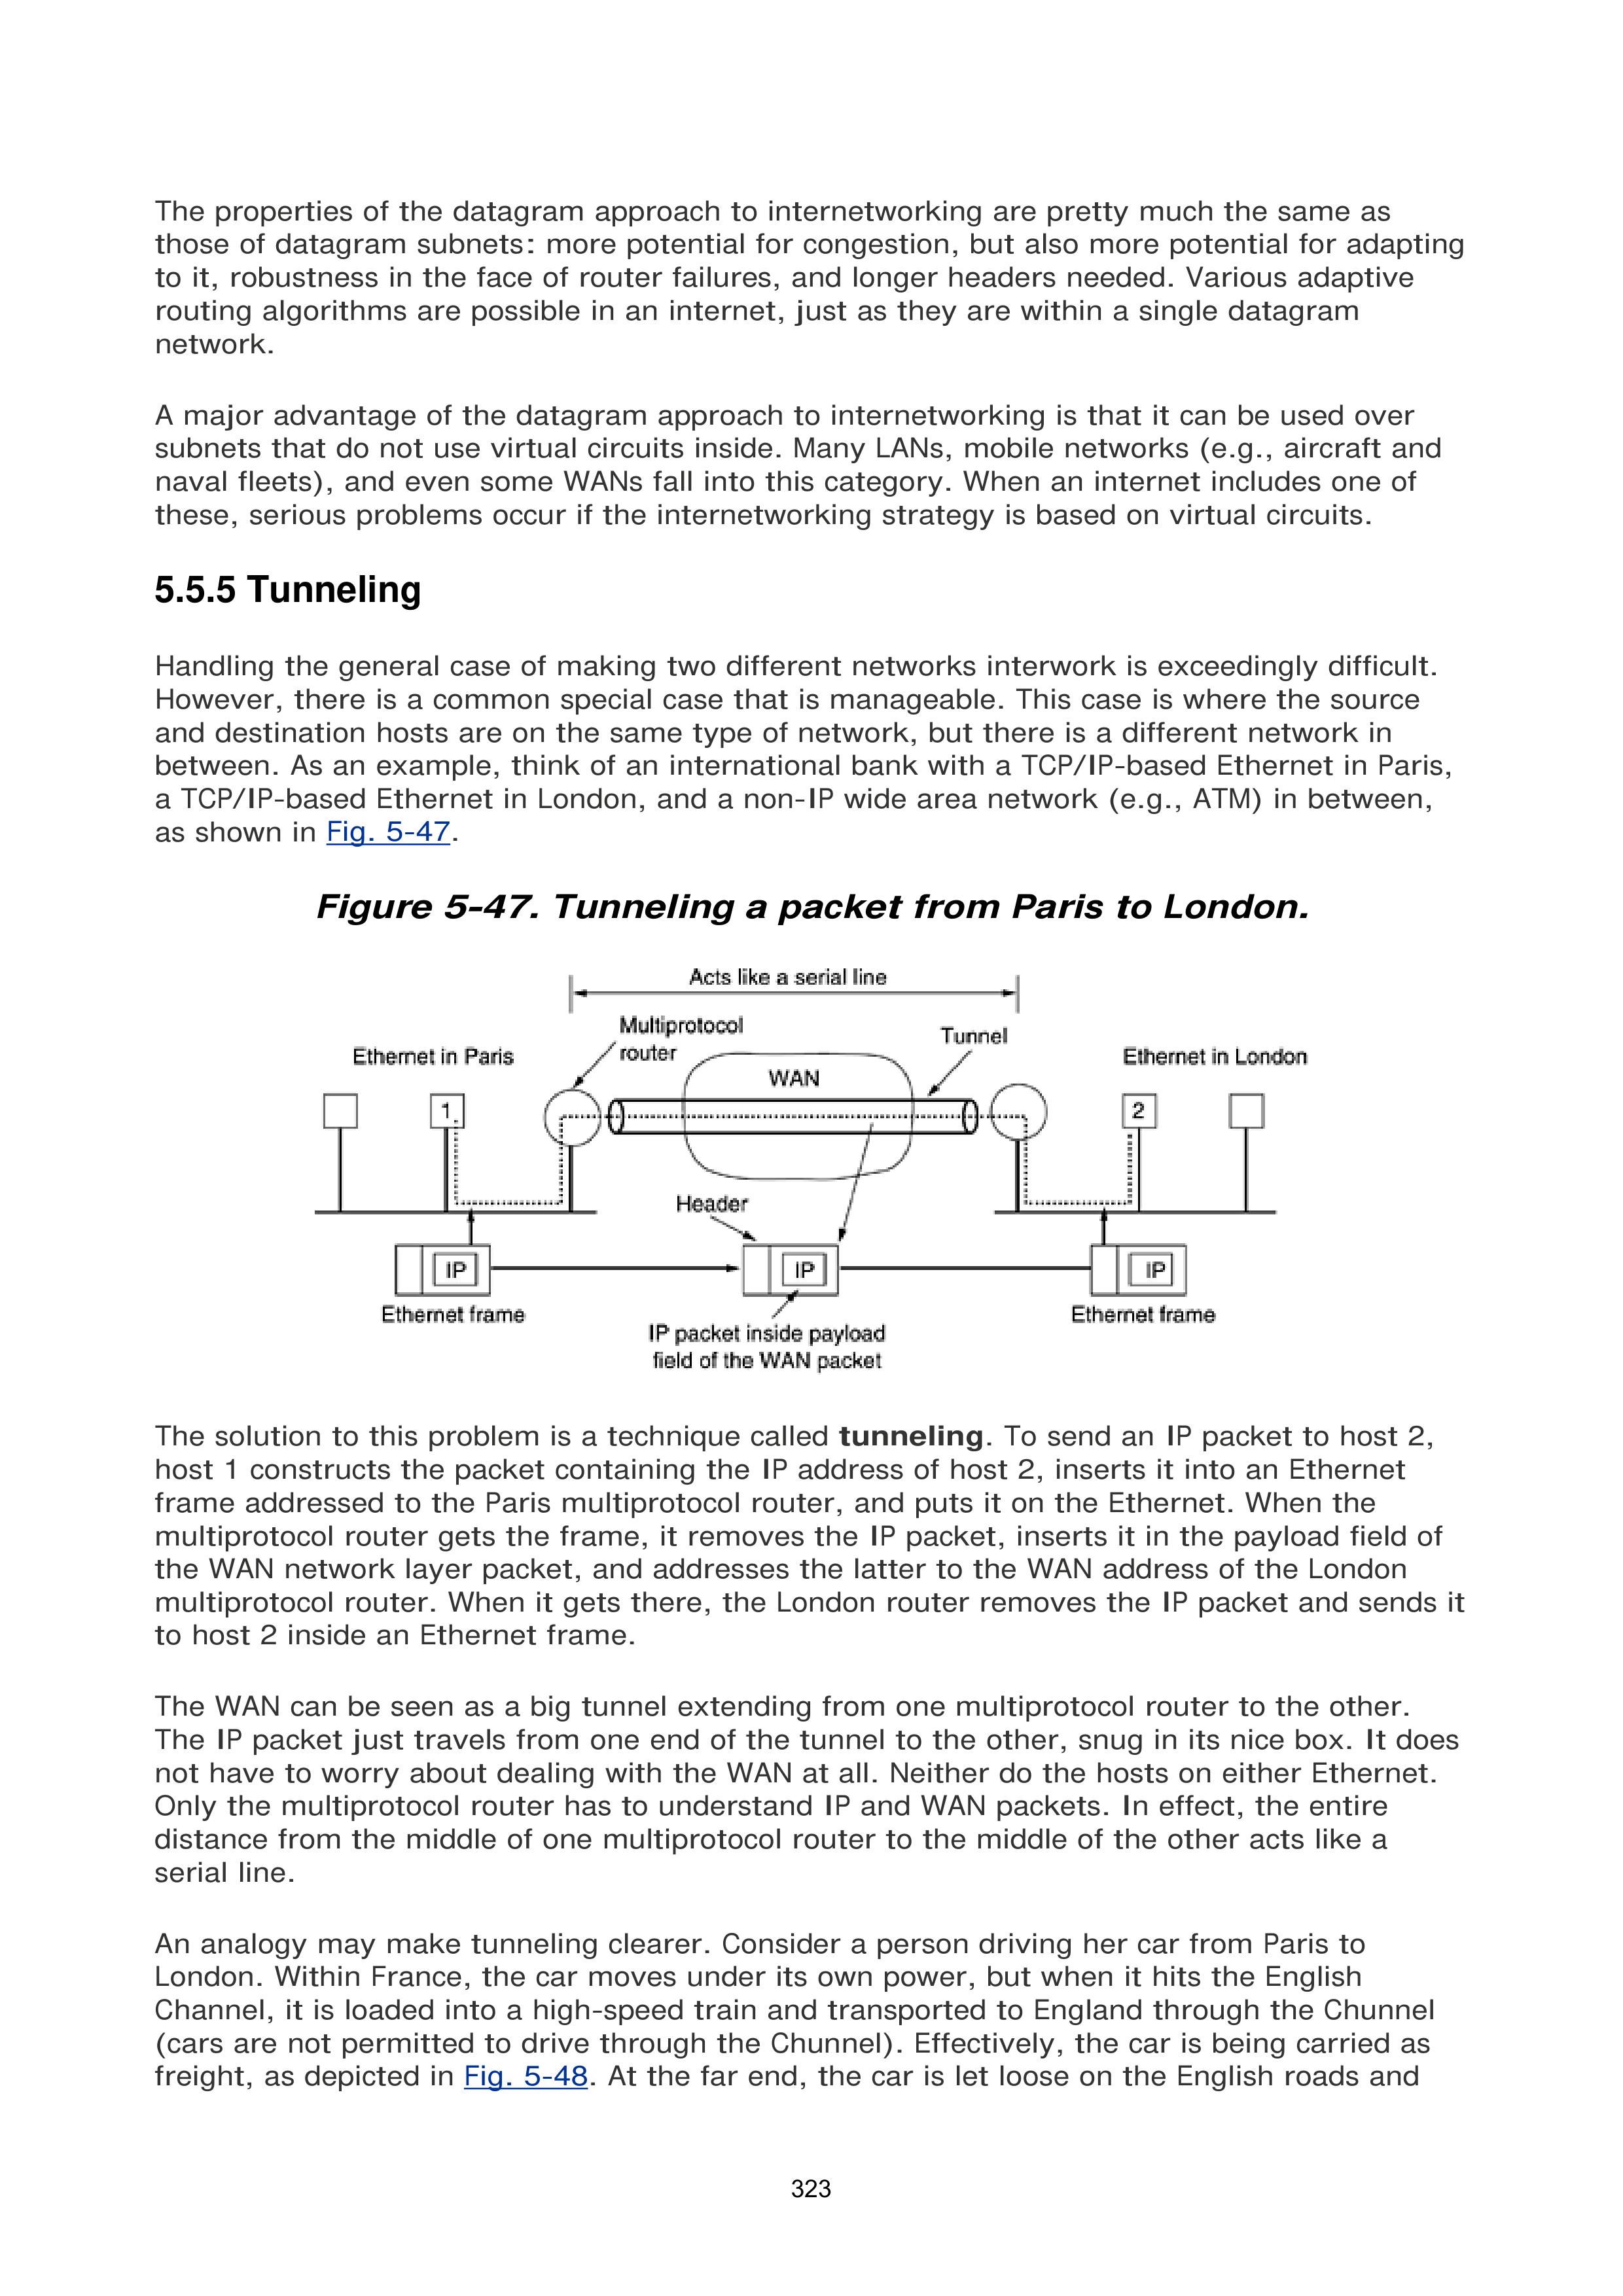 The properties of the datagram approach to internetworking are pretty much the same as
those of datagram subnets: more potential for congestion, but also more potential for adapting
to it, robustness in the face of router failures, and longer headers needed. Various adaptive
routing algorithms are possible in an internet, just as they are within a single datagram
network.
A major advantage of the datagram approach to internetworking is that it can be used over
subnets that do not use virtual circuits inside. Many LANs, mobile networks (e.g., aircraft and
naval fleets), and even some WANs fall into this category. When an internet includes one of
these, serious problems occur if the internetworking strategy is based on virtual circuits.
5.5.5 Tunneling
Handling the general case of making two different networks interwork is exceedingly difficult.
However, there is a common special case that is manageable. This case is where the source
and destination hosts are on the same type of network, but there is a different network in
between. As an example, think of an international bank with a TCP/IP-based Ethernet in Paris,
a TCP/IP-based Ethernet in London, and a non-IP wide area network (e.g., ATM) in between,
as shown in Fig. 5-47.
Figure 5-47. Tunneling a packet from Paris to London.
Acts like a serial line
Multiprotocol
router
Tunnel
Ethernet in Paris
WAN
Ethernet in London
1
2
Header
IP
IP
IP
Ethernet frame
Ethernet frame
IP packet inside payload
field of the WAN packet
The solution to this problem is a technique called tunneling. To send an IP packet to host 2,
host 1 constructs the packet containing the IP address of host 2, inserts it into an Ethernet
frame addressed to the Paris multiprotocol router, and puts it on the Ethernet. When the
multiprotocol router gets the frame, it removes the IP packet, inserts it in the payload field of
the WAN network layer packet, and addresses the latter to the WAN address of the London
multiprotocol router. When it gets there, the London router removes the IP packet and sends it
to host 2 inside an Ethernet frame.
The WAN can be seen as a big tunnel extending from one multiprotocol router to the other.
The IP packet just travels from one end of the tunnel to the other, snug in its nice box. It does
not have to worry about dealing with the WAN at all. Neither do the hosts on either Ethernet.
Only the multiprotocol router has to understand IP and WAN packets. In effect, the entire
distance from the middle of one multiprotocol router to the middle of the other acts like a
serial line.
An analogy may make tunneling clearer. Consider a person driving her car from Paris to
London. Within France, the car moves under its own power, but when it hits the English
Channel, it is loaded into a high-speed train and transported to England through the Chunnel
(cars are not permitted to drive through the Chunnel). Effectively, the car is being carried as
freight, as depicted in Fig. 5-48. At the far end, the car is let loose on the English roads and
323